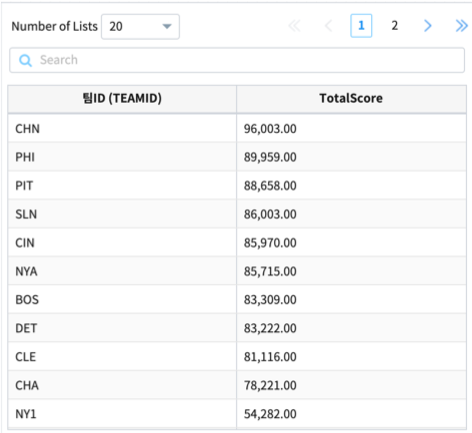 Number of Lists 20 1 2
Search
팀ID (TEAMID) TotalScore
CHN 96,003.00
PHI 89,959.00
PIT 88,658.00
SLN 86,003.00
CIN 85,970.00
NYA 85,715.00
BOS 83,309.00
DET 83,222.00
CLE 81,116.00
CHA 78,221.00
NY1 54,282.00